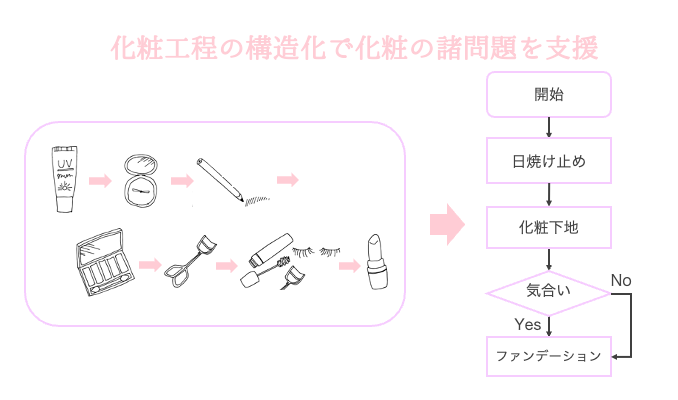 化粧工程の構造化で化粧の諸問題を支援
UV
開始
日焼け止め
化粧下地
気合い
No
Yes
ファンデーション